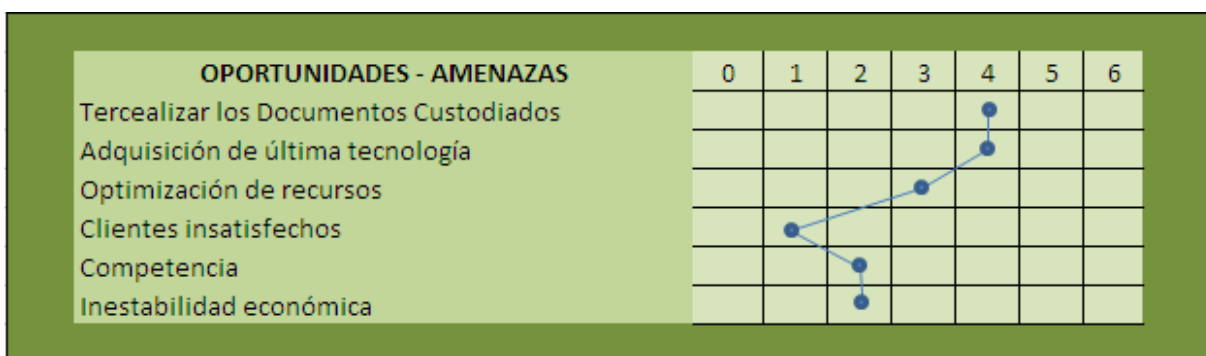 OPORTUNIDADES - AMENAZAS 0 1 2 3 4 5 6
Tercealizar los Documentos Custodiados
Adquisición de última tecnología
Optimización de recursos
Clientes insatisfechos
Competencia
Inestabilidad económica